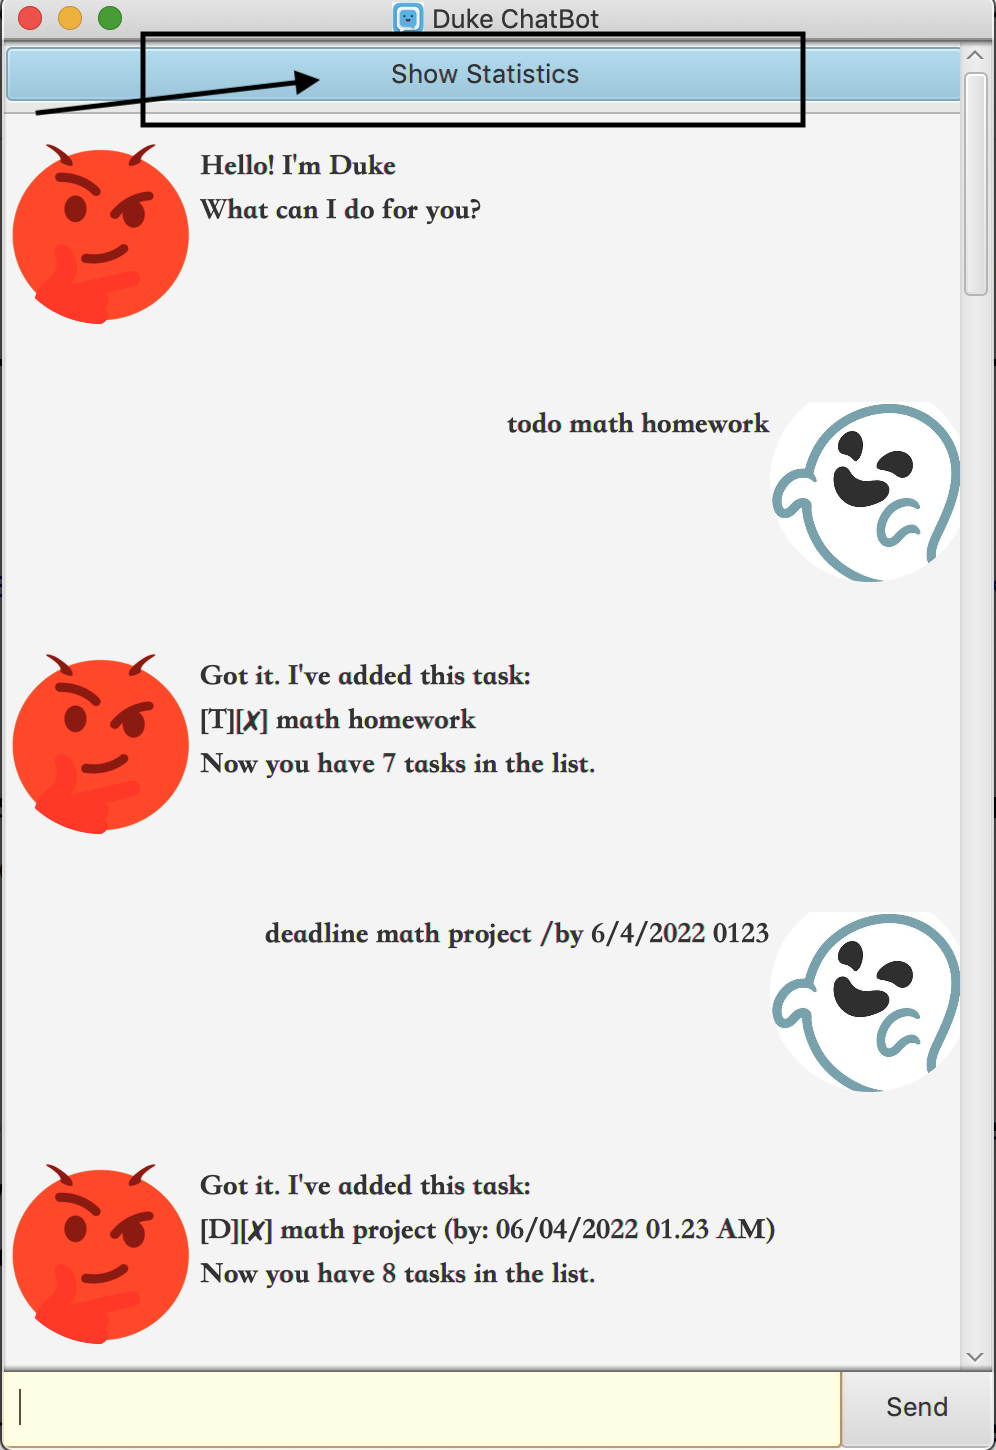 Duke ChatBot
Show Statistics
Hello! I'm Duke
What can I do for you?
todo math homework
Got it. I've added this task:
[T][✗] math homework
Now you have 7 tasks in the list.
deadline math project /by 6/4/2022 0123
Got it. I've added this task:
[D][✗] math project (by: 06/04/2022 01.23 AM)
Now you have 8 tasks in the list.
Send